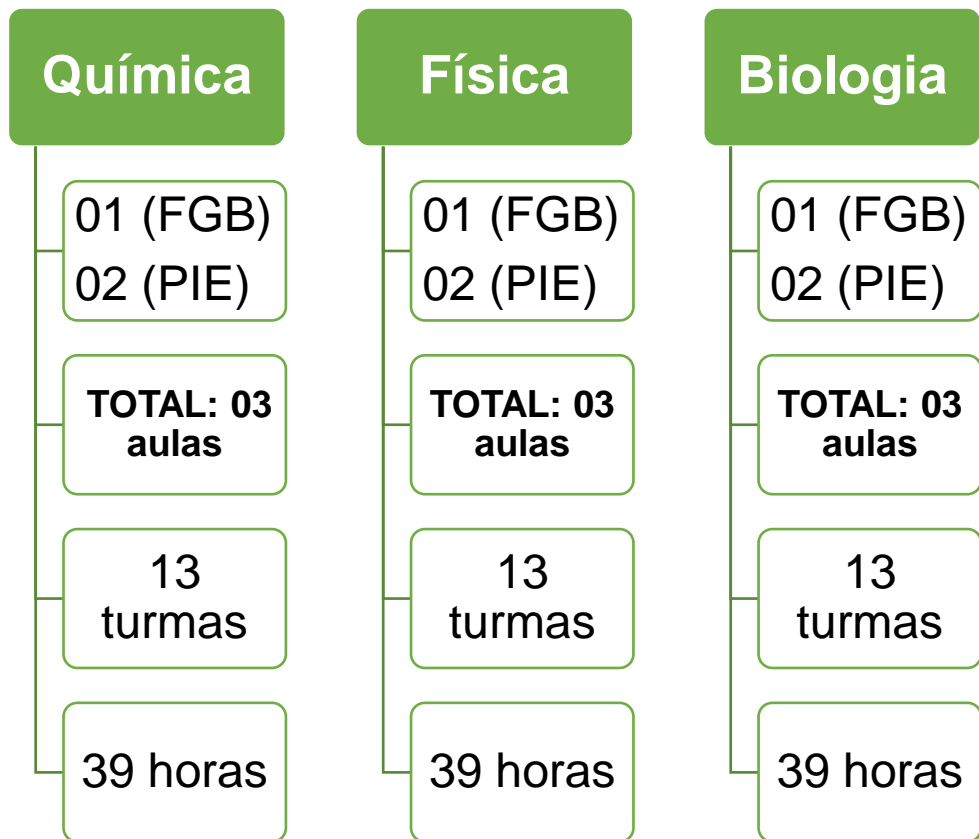 Química
01 (FGB)
02 (PIE)
TOTAL: 03
aulas
13
turmas
39 horas
Física
01 (FGB)
02 (PIE)
TOTAL: 03
aulas
13
turmas
39 horas
Biologia
01 (FGB)
02 (PIE)
TOTAL: 03
aulas
13
turmas
39 horas